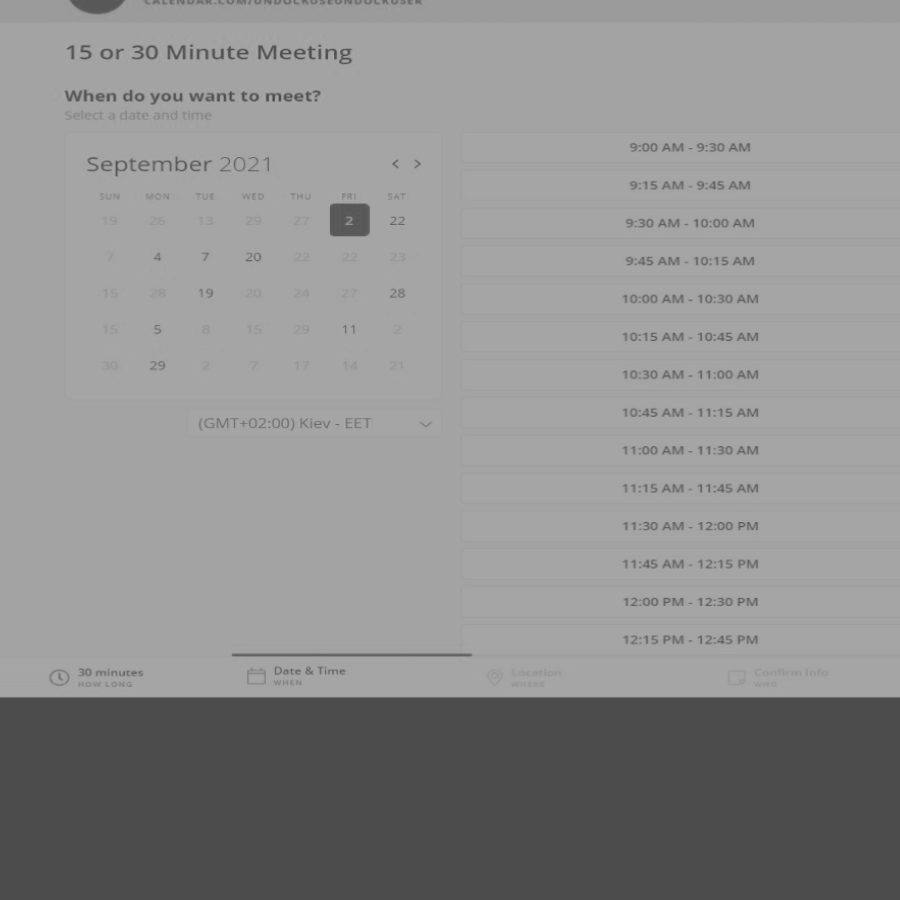 CALENDAR.COM/UNDOCKUSEUNDOCKUSER
15 or 30 Minute Meeting
When do you want to meet?
Select a date and time
September 2021 < >
SUN MON TUE WED THU FRI SAT
19 26 13 29 27 2 22
7 4 7 20 22 22 23
15 28 19 20 24 27 28
15 5 8 15 29 11 2
30 29 2 7 17 14 21
(GMT+02:00) Kiev - EET
9:00 AM - 9:30 AM
9:15 AM - 9:45 AM
9:30 AM - 10:00 AM
9:45 AM - 10:15 AM
10:00 AM - 10:30 AM
10:15 AM - 10:45 AM
10:30 AM - 11:00 AM
10:45 AM - 11:15 AM
11:00 AM - 11:30 AM
11:15 AM - 11:45 AM
11:30 AM - 12:00 PM
11:45 AM - 12:15 PM
12:00 PM - 12:30 PM
12:15 PM - 12:45 PM
30 minutes
HOW LONG
Date & Time
WHEN
Location
WHERE
Confirm Info
WHO